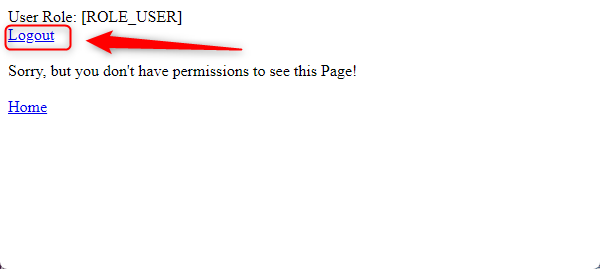 User Role: [ROLE_USER]
Logout
Sorry, but you don't have permissions to see this Page!
Home